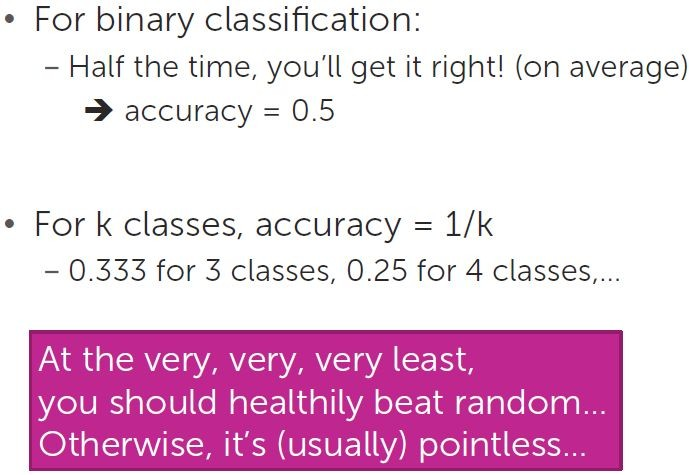 • For binary classification:
– Half the time, you'll get it right! (on average)
➔ accuracy = 0.5
• For k classes, accuracy = 1/k
– 0.333 for 3 classes, 0.25 for 4 classes,...
At the very, very, very least,
you should healthily beat random...
Otherwise, it's (usually) pointless...